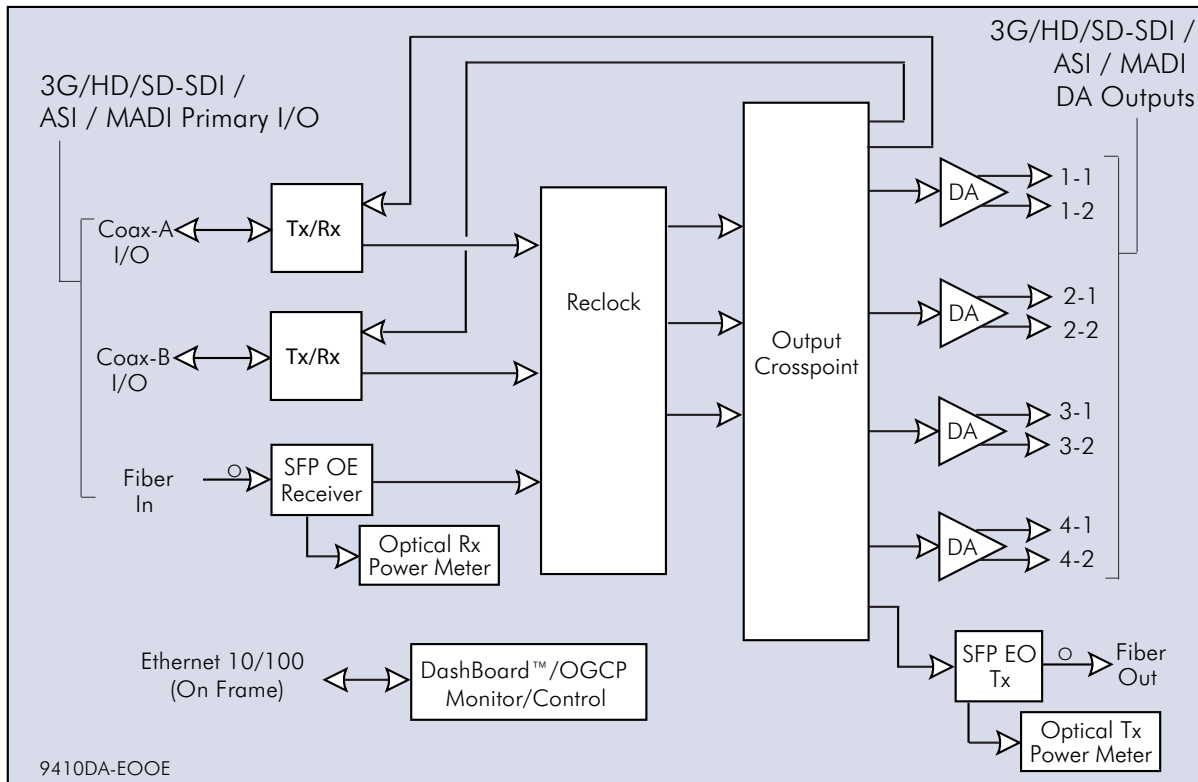 3G/HD/SD-SDI /
ASI / MADI Primary I/O
3G/HD/SD-SDI /
ASI / MADI
DA Outputs
Coax-A
I/O
Tx/Rx
Coax-B
I/O
Tx/Rx
Fiber
In
SFP OE
Receiver
Optical Rx
Power Meter
Reclock
Output
Crosspoint
DA
1-1
1-2
DA
2-1
2-2
DA
3-1
3-2
DA
4-1
4-2
SFP EO
Tx
Fiber
Out
Optical Tx
Power Meter
Ethernet 10/100
(On Frame)
DashBoard™/OGCP
Monitor/Control
9410DA-EOOE